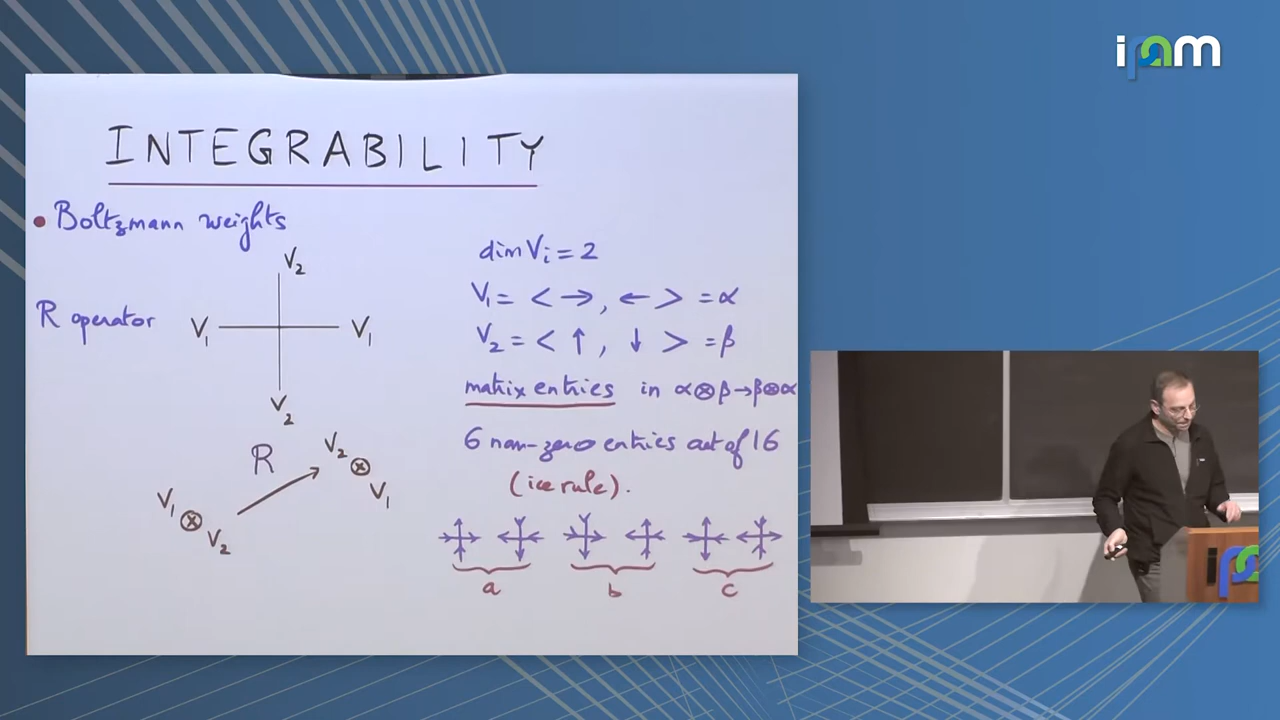 ipam
INTEGRABILITY
• Boltzmann weights
R operator
V₂
V₁ V₁
V₂
R
V₁ ⊗ V₂
V₂ ⊗ V₁
dim Vᵢ = 2
V₁ = < →, ← > = α
V₂ = < ↑, ↓ > = β
matrix entries in α⊗β→β⊗α
6 non-zero entries out of 16
(ice rule).
a b c